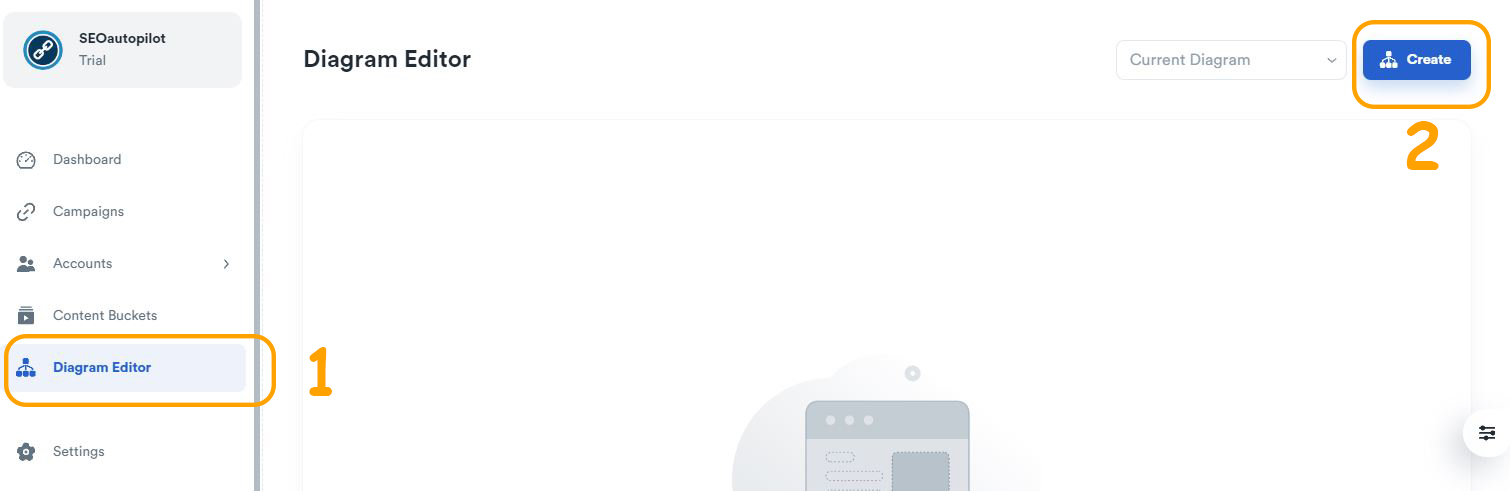 SEOautopilot
Trial
Diagram Editor
Current Diagram
Create
2
Dashboard
Campaigns
Accounts
Content Buckets
Diagram Editor
1
Settings